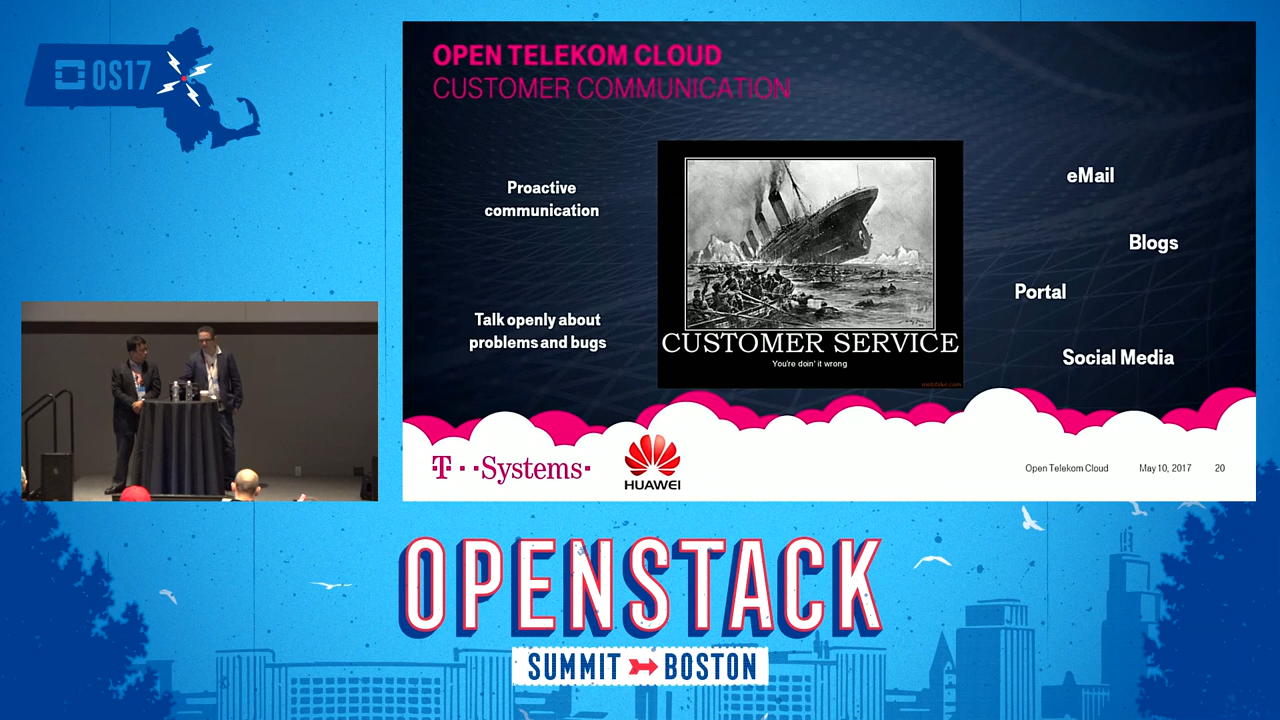 OS17
OPEN TELEKOM CLOUD
CUSTOMER COMMUNICATION
Proactive
communication
Talk openly about
problems and bugs
CUSTOMER SERVICE
You're doin' it wrong
eMail
Blogs
Portal
Social Media
T··Systems·
HUAWEI
Open Telekom Cloud
May 10, 2017
20
OPENSTACK
SUMMIT BOSTON